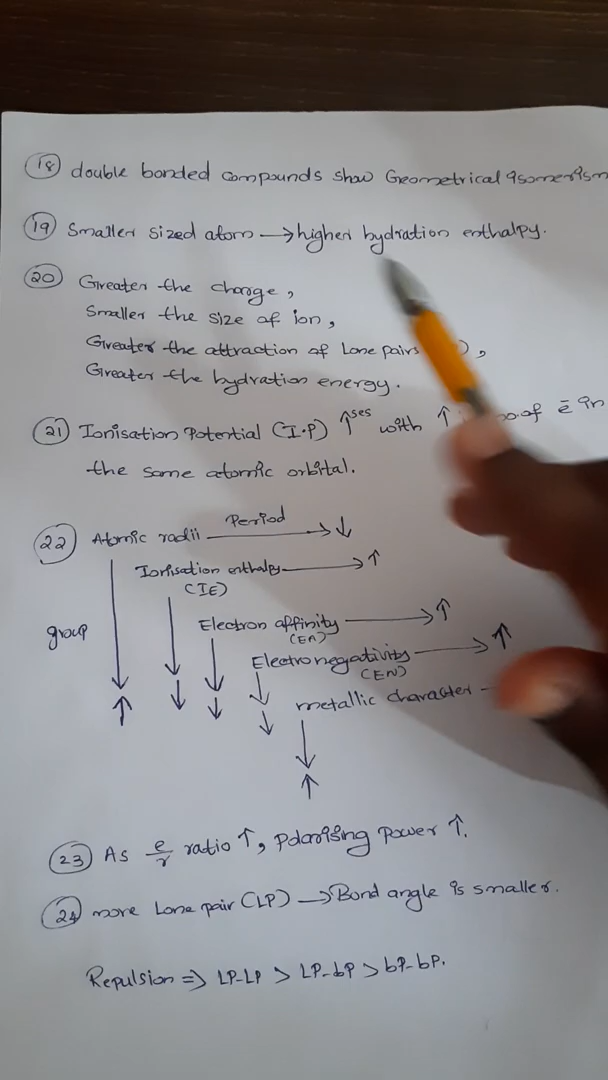 18 double bonded compounds show Geometrical isomerism
19 Smaller sized atom → higher hydration enthalpy.
20 Greater the charge,
Smaller the size of ion,
Greater the attraction of Lone pairs ),
Greater the hydration energy.
21 Ionisation Potential (I.P) ↑ses with ↑ no. of ē in
the same atomic orbital.
22 Atomic radii Period → ↓
Ionisation enthalpy → ↑
(IE)
group
Electron affinity → ↑
(EA)
Electronegativity → ↑
(EN)
metallic character
↓ ↑
↓ ↓
↓ ↓
↓ ↓
↓ ↑
23 As e/r ratio ↑, Polarising Power ↑.
24 more Lone pair (LP) → Bond angle is smaller.
Repulsion ⇒ LP-LP > LP-bP > bP-bP.